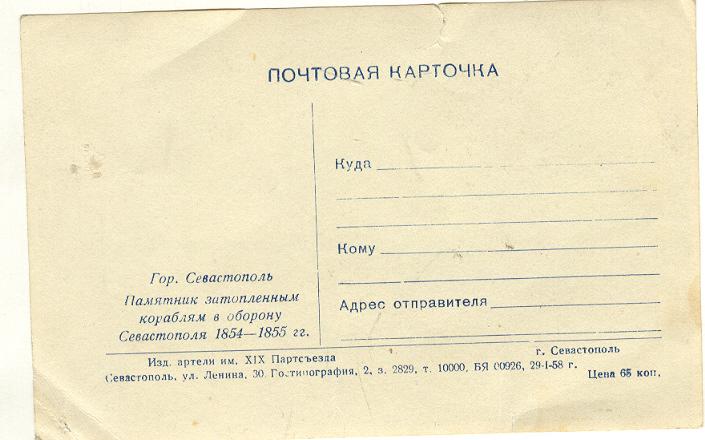 ПОЧТОВАЯ КАРТОЧКА
Куда
Кому
Адрес отправителя
Гор. Севастополь
Памятник затопленным
кораблям в оборону
Севастополя 1854—1855 гг.
Изд. артели им. XIX Партсъезда
г. Севастополь
Севастополь, ул. Ленина, 30. Гостипография, 2, з. 2829, т. 10000, БЯ 00926, 29-I-58 г.
Цена 65 коп.